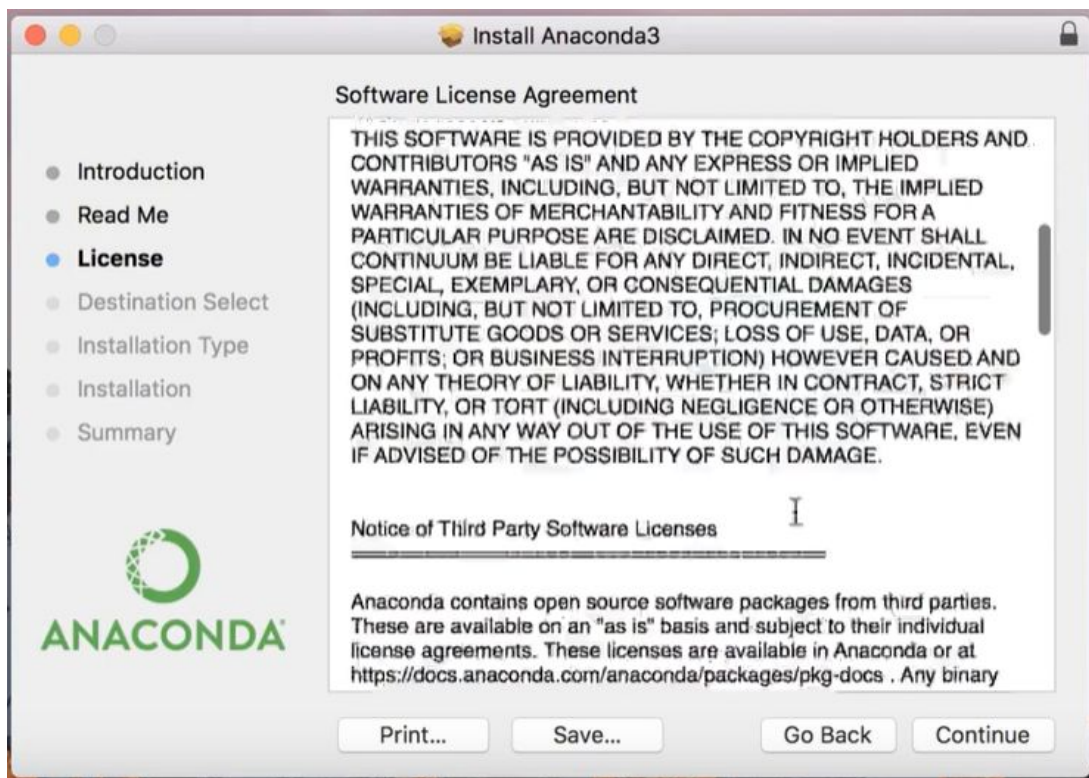 Install Anaconda3
Software License Agreement
Introduction
Read Me
License
Destination Select
Installation Type
Installation
Summary
ANACONDA
THIS SOFTWARE IS PROVIDED BY THE COPYRIGHT HOLDERS AND
CONTRIBUTORS "AS IS" AND ANY EXPRESS OR IMPLIED
WARRANTIES, INCLUDING, BUT NOT LIMITED TO, THE IMPLIED
WARRANTIES OF MERCHANTABILITY AND FITNESS FOR A
PARTICULAR PURPOSE ARE DISCLAIMED. IN NO EVENT SHALL
CONTINUUM BE LIABLE FOR ANY DIRECT, INDIRECT, INCIDENTAL,
SPECIAL, EXEMPLARY, OR CONSEQUENTIAL DAMAGES
(INCLUDING, BUT NOT LIMITED TO, PROCUREMENT OF
SUBSTITUTE GOODS OR SERVICES; LOSS OF USE, DATA, OR
PROFITS; OR BUSINESS INTERRUPTION) HOWEVER CAUSED AND
ON ANY THEORY OF LIABILITY, WHETHER IN CONTRACT, STRICT
LIABILITY, OR TORT (INCLUDING NEGLIGENCE OR OTHERWISE)
ARISING IN ANY WAY OUT OF THE USE OF THIS SOFTWARE, EVEN
IF ADVISED OF THE POSSIBILITY OF SUCH DAMAGE.
Notice of Third Party Software Licenses
Anaconda contains open source software packages from third parties.
These are available on an "as is" basis and subject to their individual
license agreements. These licenses are available in Anaconda or at
https://docs.anaconda.com/anaconda/packages/pkg-docs . Any binary
Print...
Save...
Go Back
Continue